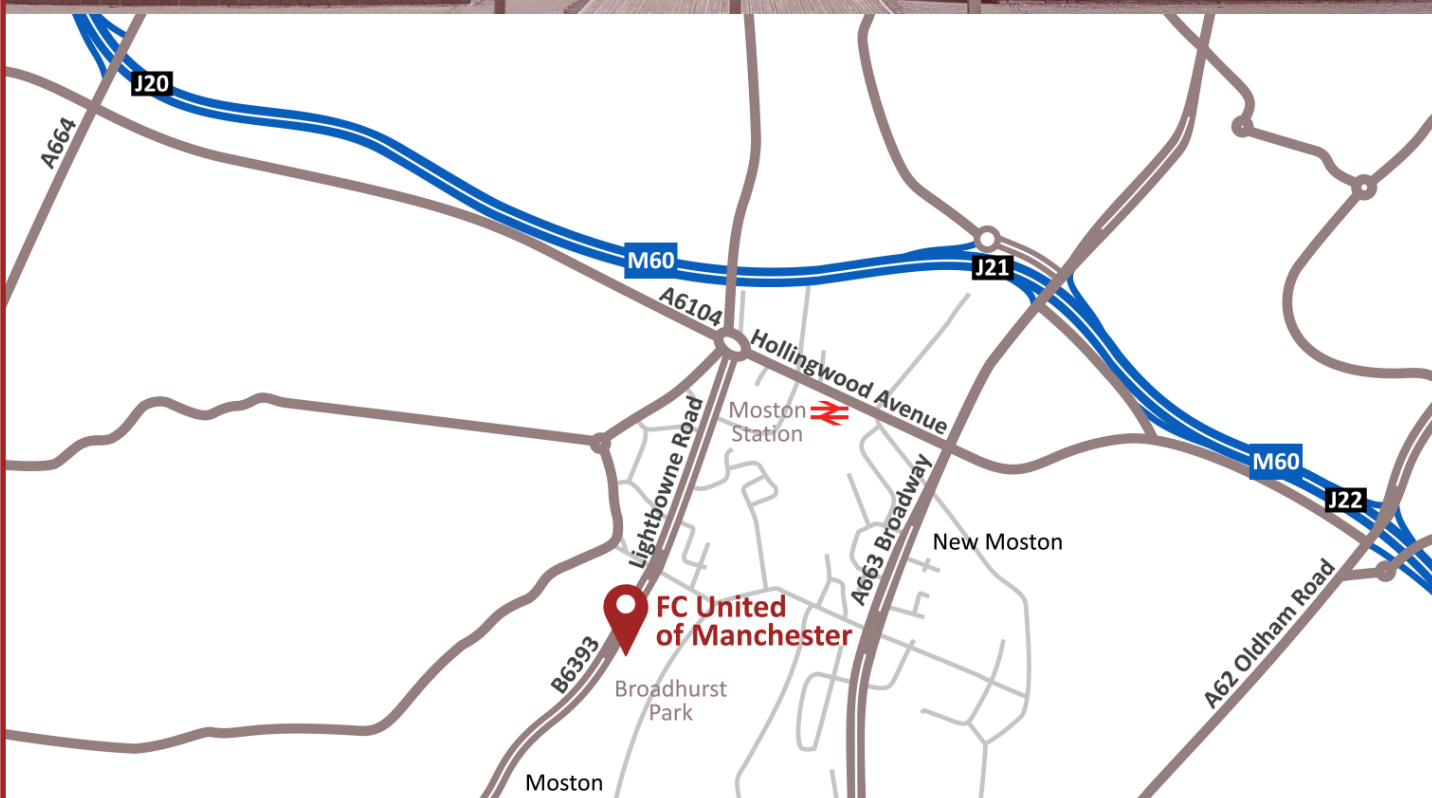 J20
A664
M60
J21
A6104
Hollingwood Avenue
Moston
Station
Lightbowne Road
A663 Broadway
M60
J22
New Moston
FC United
of Manchester
B6393
A62 Oldham Road
Broadhurst
Park
Moston